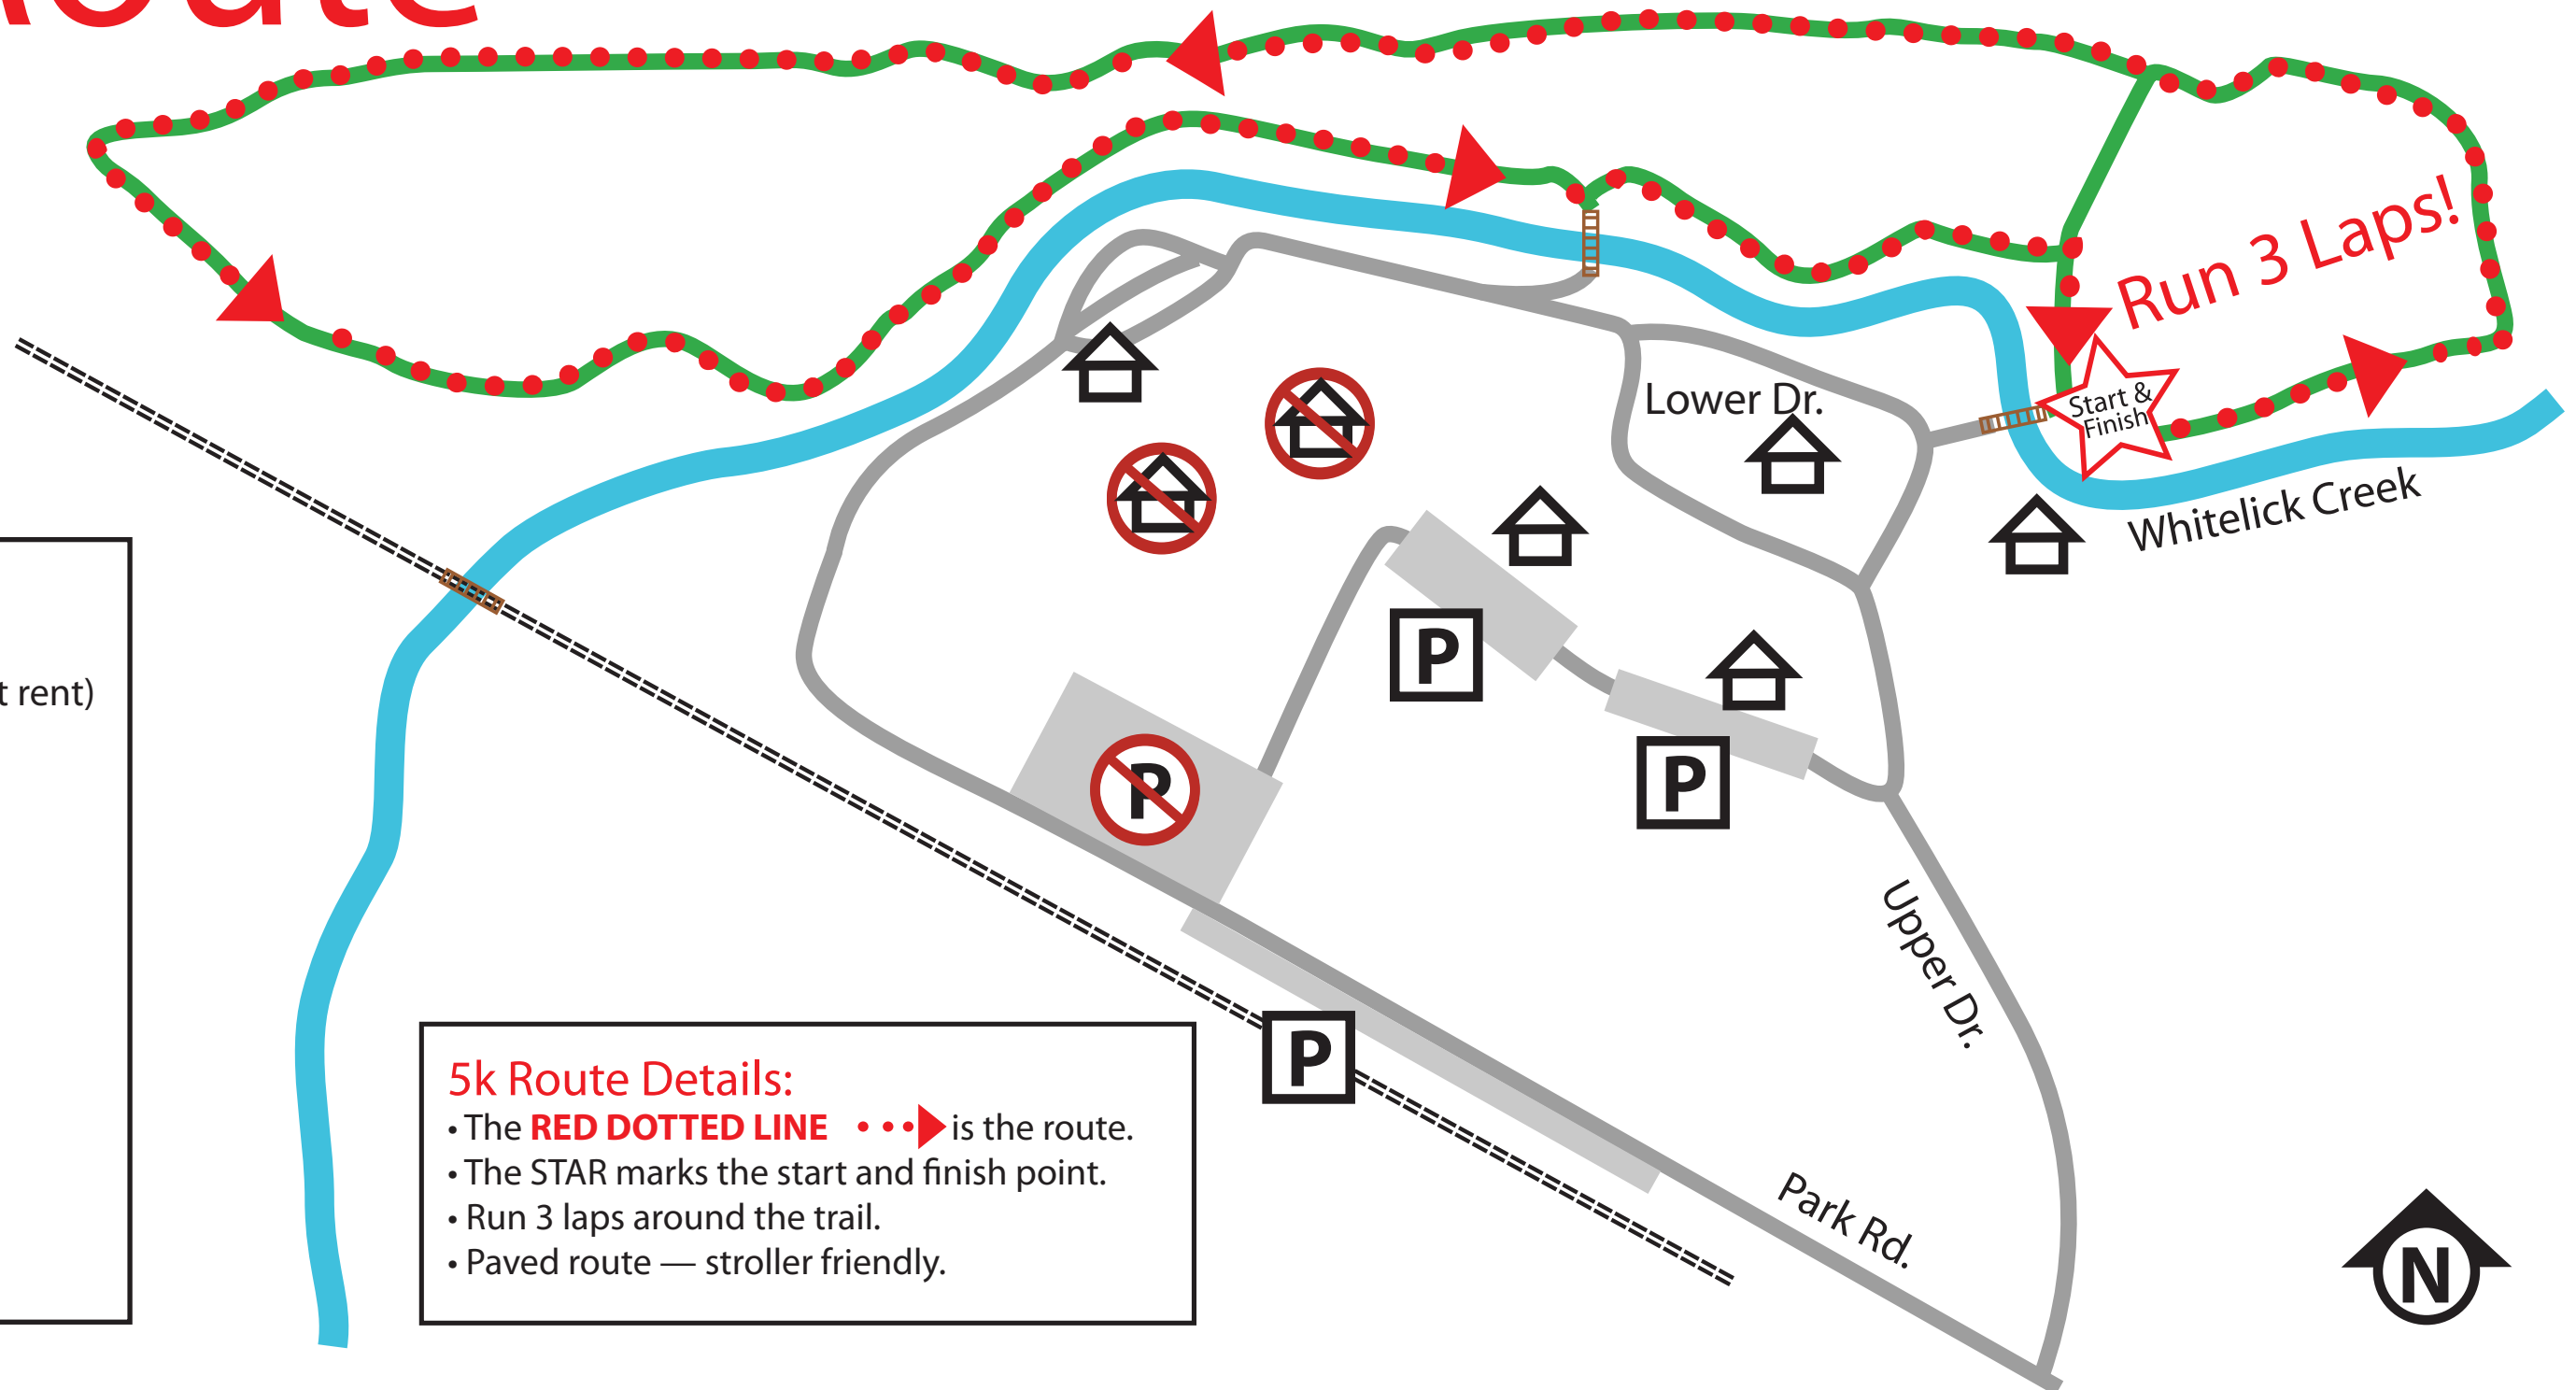 Run 3 Laps!
Lower Dr.
Start &
Finish
Whitelick Creek
t rent)
P
P
P
P
Upper Dr.
5k Route Details:
• The RED DOTTED LINE is the route.
• The STAR marks the start and finish point.
• Run 3 laps around the trail.
• Paved route — stroller friendly.
Park Rd.
N